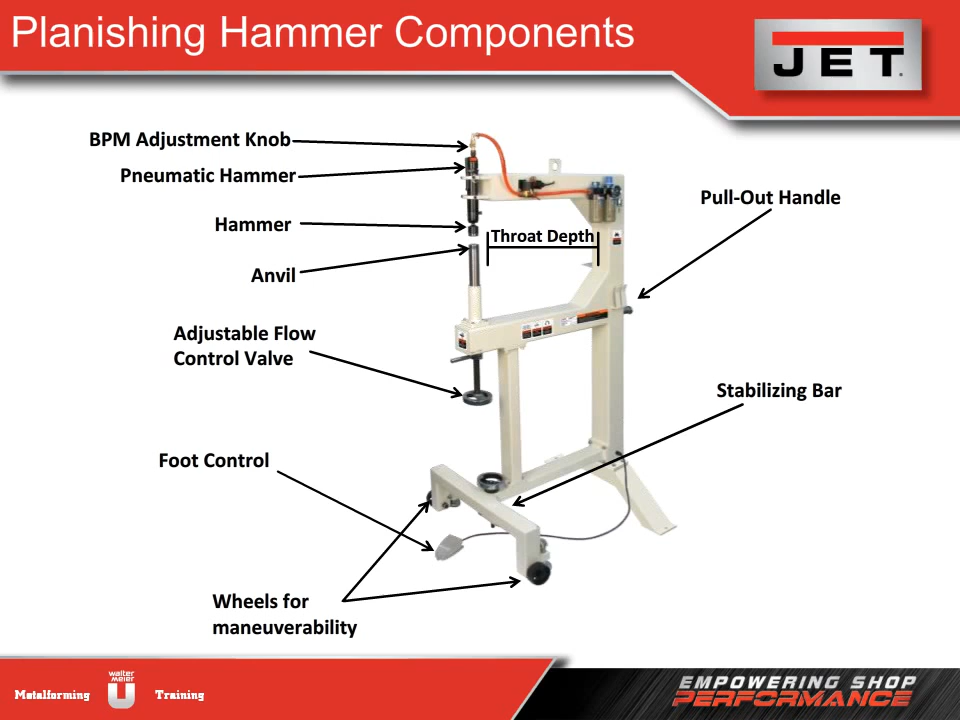 Planishing Hammer Components
JET
BPM Adjustment Knob
Pneumatic Hammer
Pull-Out Handle
Hammer
Throat Depth
Anvil
Adjustable Flow
Control Valve
Stabilizing Bar
Foot Control
Wheels for
maneuverability
Metalforming
walter
meier
Training
EMPOWERING SHOP
PERFORMANCE